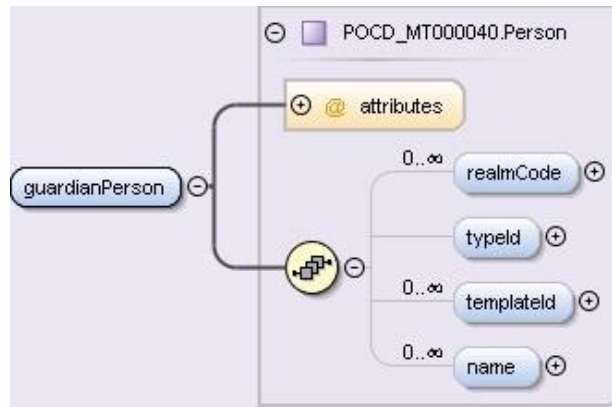 POCD_MT000040.Person
@ attributes
guardianPerson
0..∞
realmCode
typeId
0..∞
templateId
0..∞
name